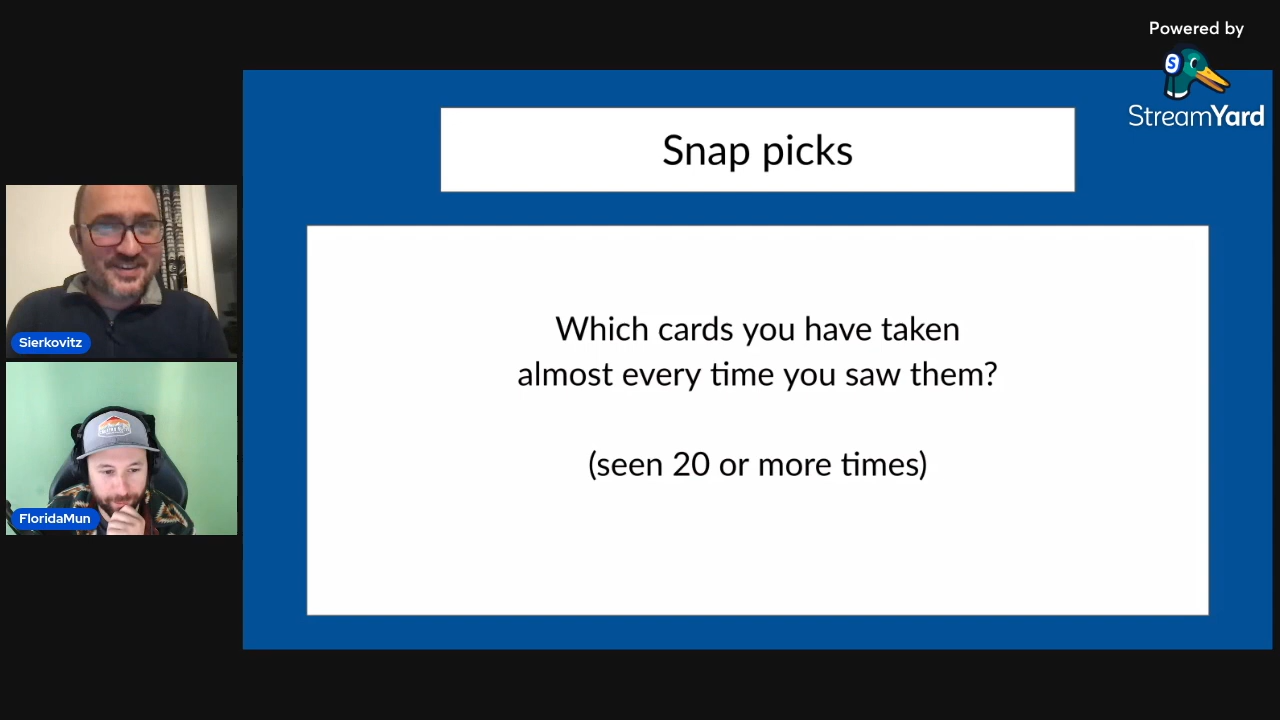 Powered by
S
StreamYard
Snap picks
Which cards you have taken
almost every time you saw them?
(seen 20 or more times)
Sierkovitz
FloridaMun